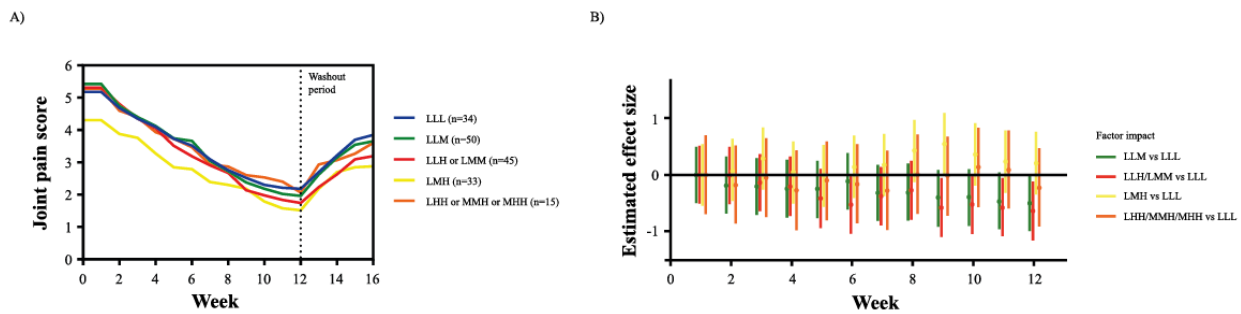 A)
B)
Joint pain score
6
5
4
3
2
1
0
Washout
period
0 2 4 6 8 10 12 14 16
Week
LLL (n=34)
LLM (n=50)
LLH or LMM (n=45)
LMH (n=33)
LHH or MMH or MHH (n=15)
Estimated effect size
1
0
-1
0 2 4 6 8 10 12
Week
Factor impact
LLM vs LLL
LLH/LMM vs LLL
LMH vs LLL
LHH/MMH/MHH vs LLL